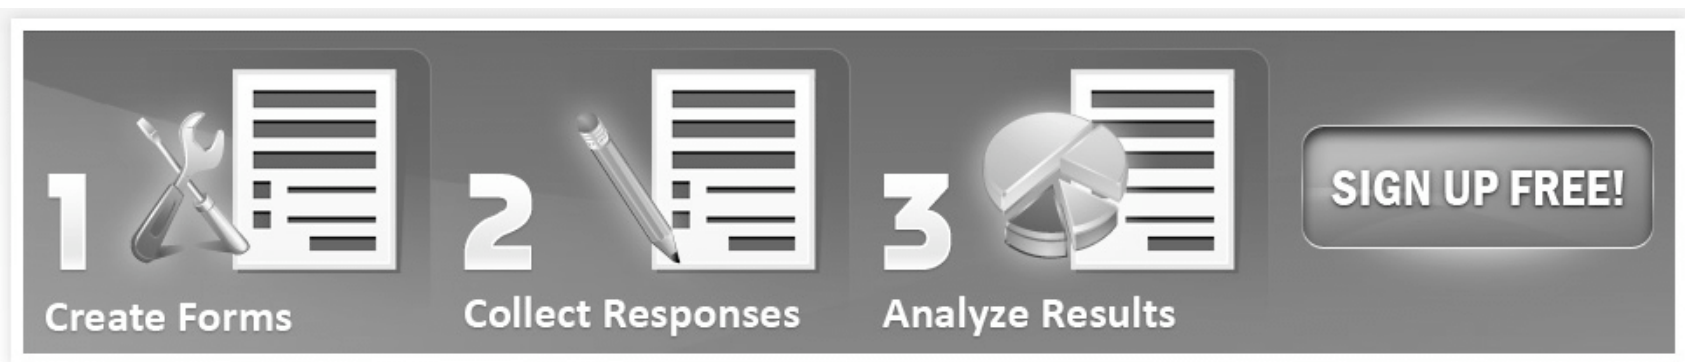 1
Create Forms
2
Collect Responses
3
Analyze Results
SIGN UP FREE!